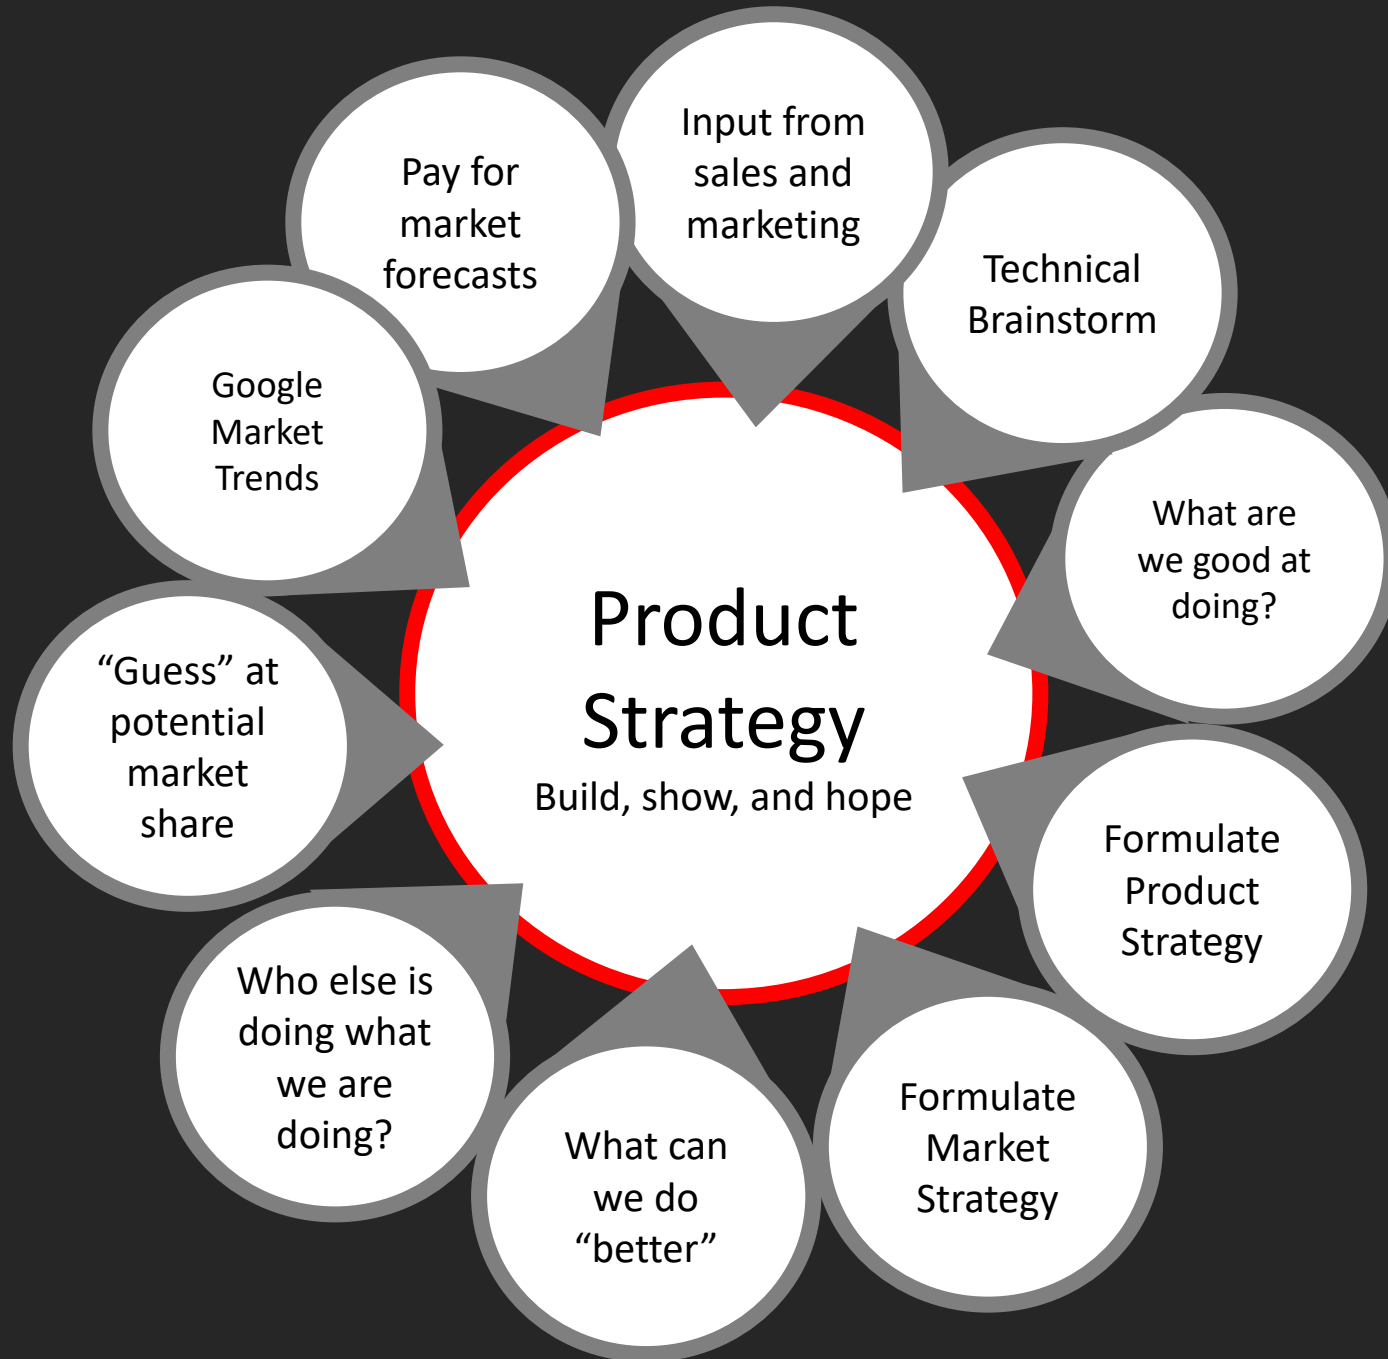 Input from
sales and
marketing
Technical
Brainstorm
What are
we good at
doing?
Formulate
Product
Strategy
Formulate
Market
Strategy
What can
we do
“better”
Who else is
doing what
we are
doing?
“Guess” at
potential
market
share
Google
Market
Trends
Pay for
market
forecasts
Product
Strategy
Build, show, and hope